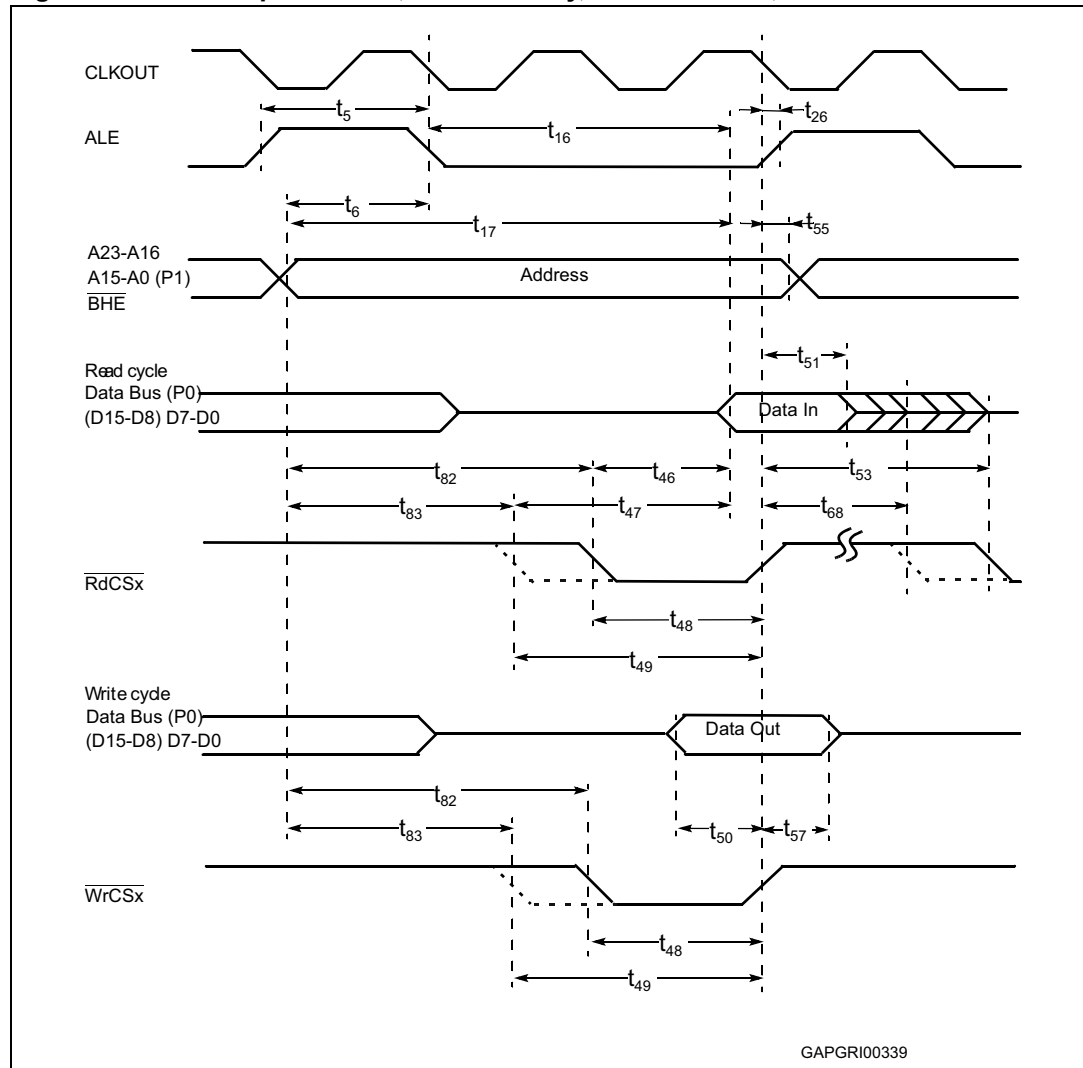 CLKOUT
t5
t26
t16
ALE
t6
t17
t55
A23-A16
A15-A0 (P1)
Address
BHE
t51
Read cycle
Data Bus (P0)
Data In
(D15-D8) D7-D0
t82
t46
t53
t83
t47
t68
RdCSx
t48
t49
Write cycle
Data Bus (P0)
Data Out
(D15-D8) D7-D0
t82
t83
t50
t57
WrCSx
t48
t49
GAPGRI00339